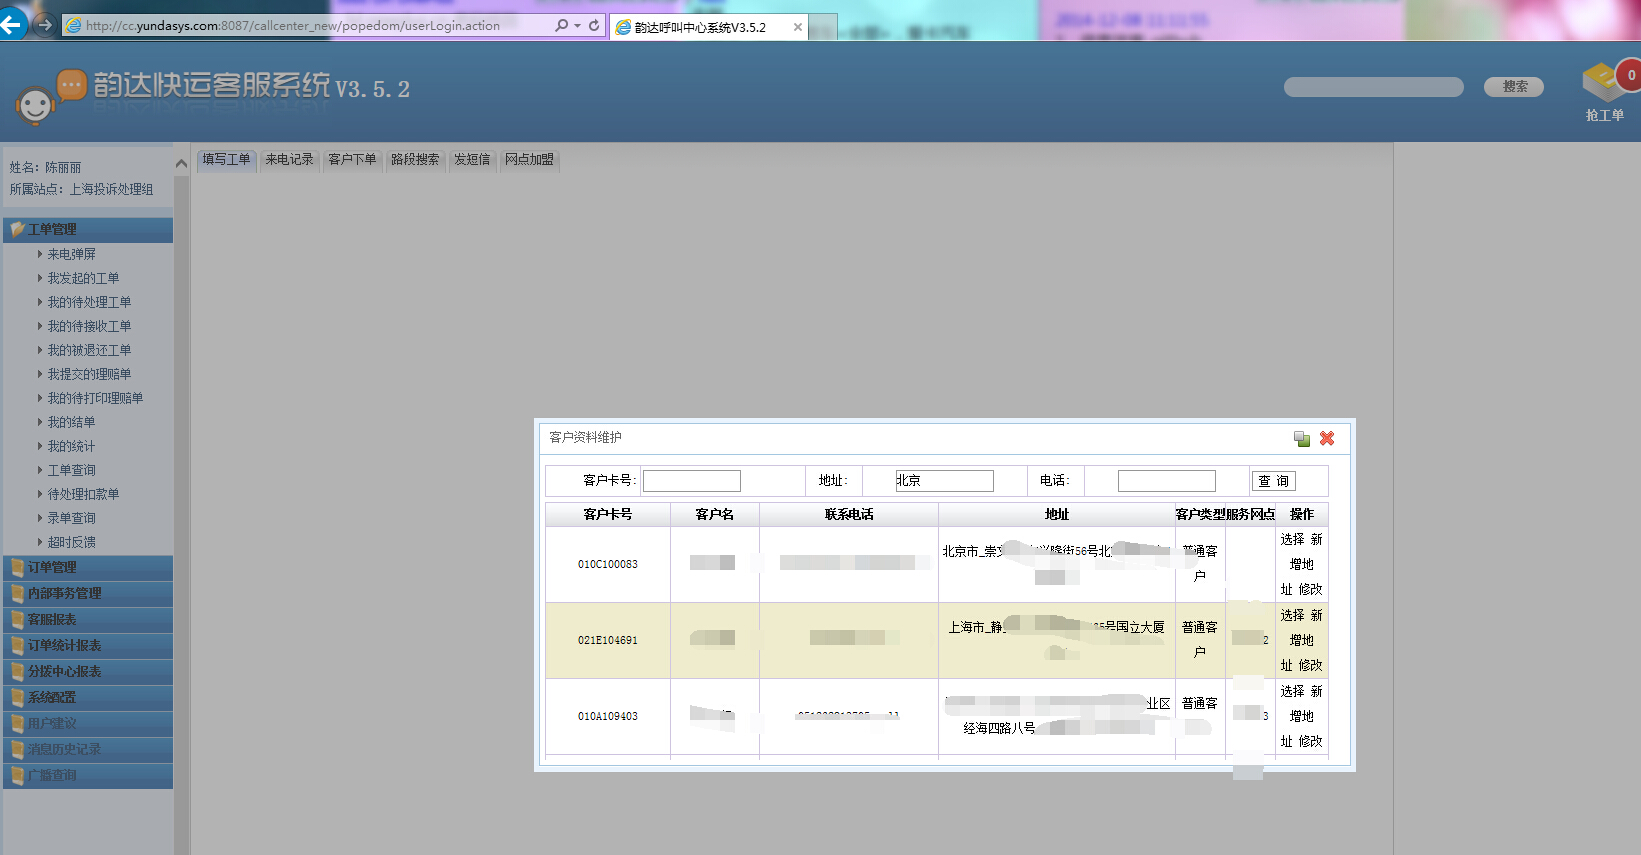 http://cc.yundasys.com:8087/callcenter_new/popedom/userLogin.action
韵达呼叫中心系统V3.5.2
2014-12-08 11:11:55
韵达快运客服系统 V3.5.2
搜索
0
抢工单
姓名：陈丽丽
所属站点：上海投诉处理组
填写工单 来电记录 客户下单 路段搜索 发短信 网点加盟
工单管理
来电弹屏
我发起的工单
我的待处理工单
我的待接收工单
我的被退还工单
我提交的理赔单
我的待打印理赔单
我的结单
我的统计
工单查询
待处理扣款单
录单查询
超时反馈
订单管理
内部事务管理
客服报表
订单统计报表
分拨中心报表
系统配置
用户建议
消息历史记录
广播查询
客户资料维护
客户卡号: 地址: 北京 电话: 查 询
客户卡号 客户名 联系电话 地址 客户类型 服务网点 操作
010C100083 北京市_崇文 兴隆街56号北 普通客户 选择 新增地址 修改
021E104691 上海市_静 号国立大厦 普通客户 2 选择 新增地址 修改
010A109403 业区经海四路八号 普通客户 3 选择 新增地址 修改